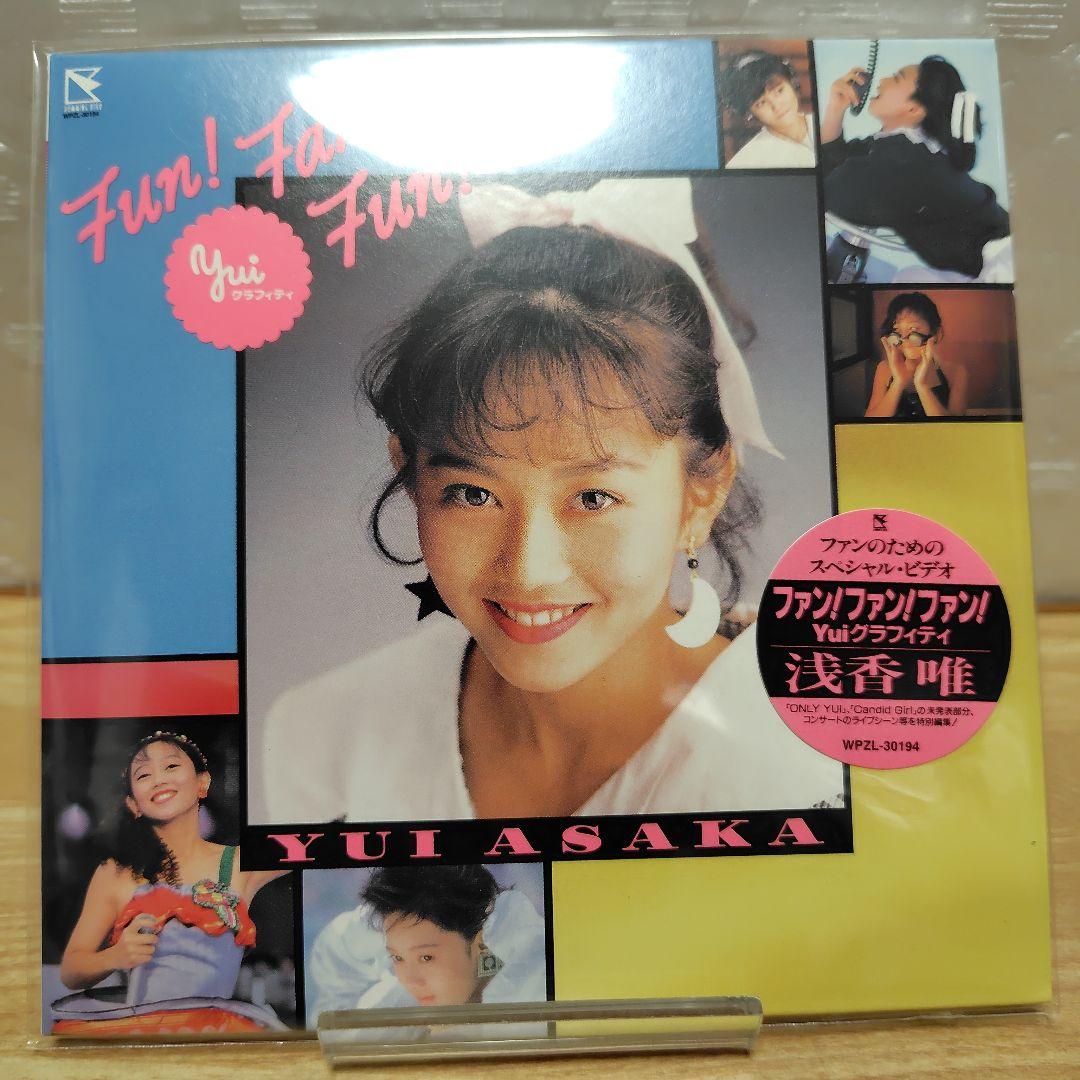 HUMMING BIRD
WPZL-30194
Fun! Fan
Fun!
Yui
グラフィティ
ファンのための
スペシャル・ビデオ
ファン!ファン!ファン!
Yuiグラフィティ
浅香 唯
「ONLY YUI」、「Candid Girl」の未発表部分、
コンサートのライブシーン等を特別編集!
WPZL-30194
YUI ASAKA